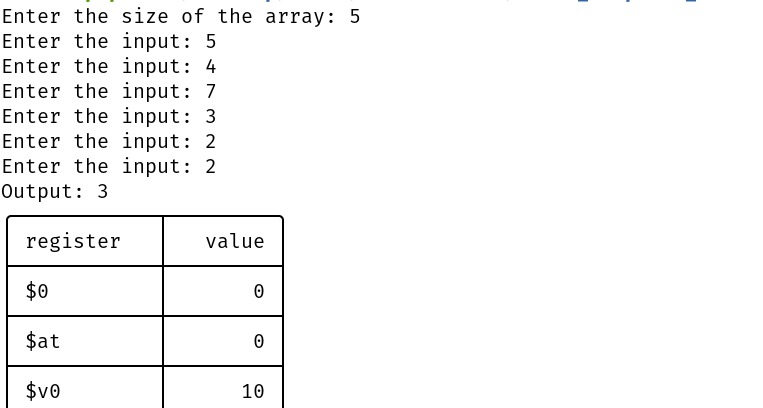 Enter the size of the array: 5
Enter the input: 5
Enter the input: 4
Enter the input: 7
Enter the input: 3
Enter the input: 2
Enter the input: 2
Output: 3
register value
$0 0
$at 0
$v0 10